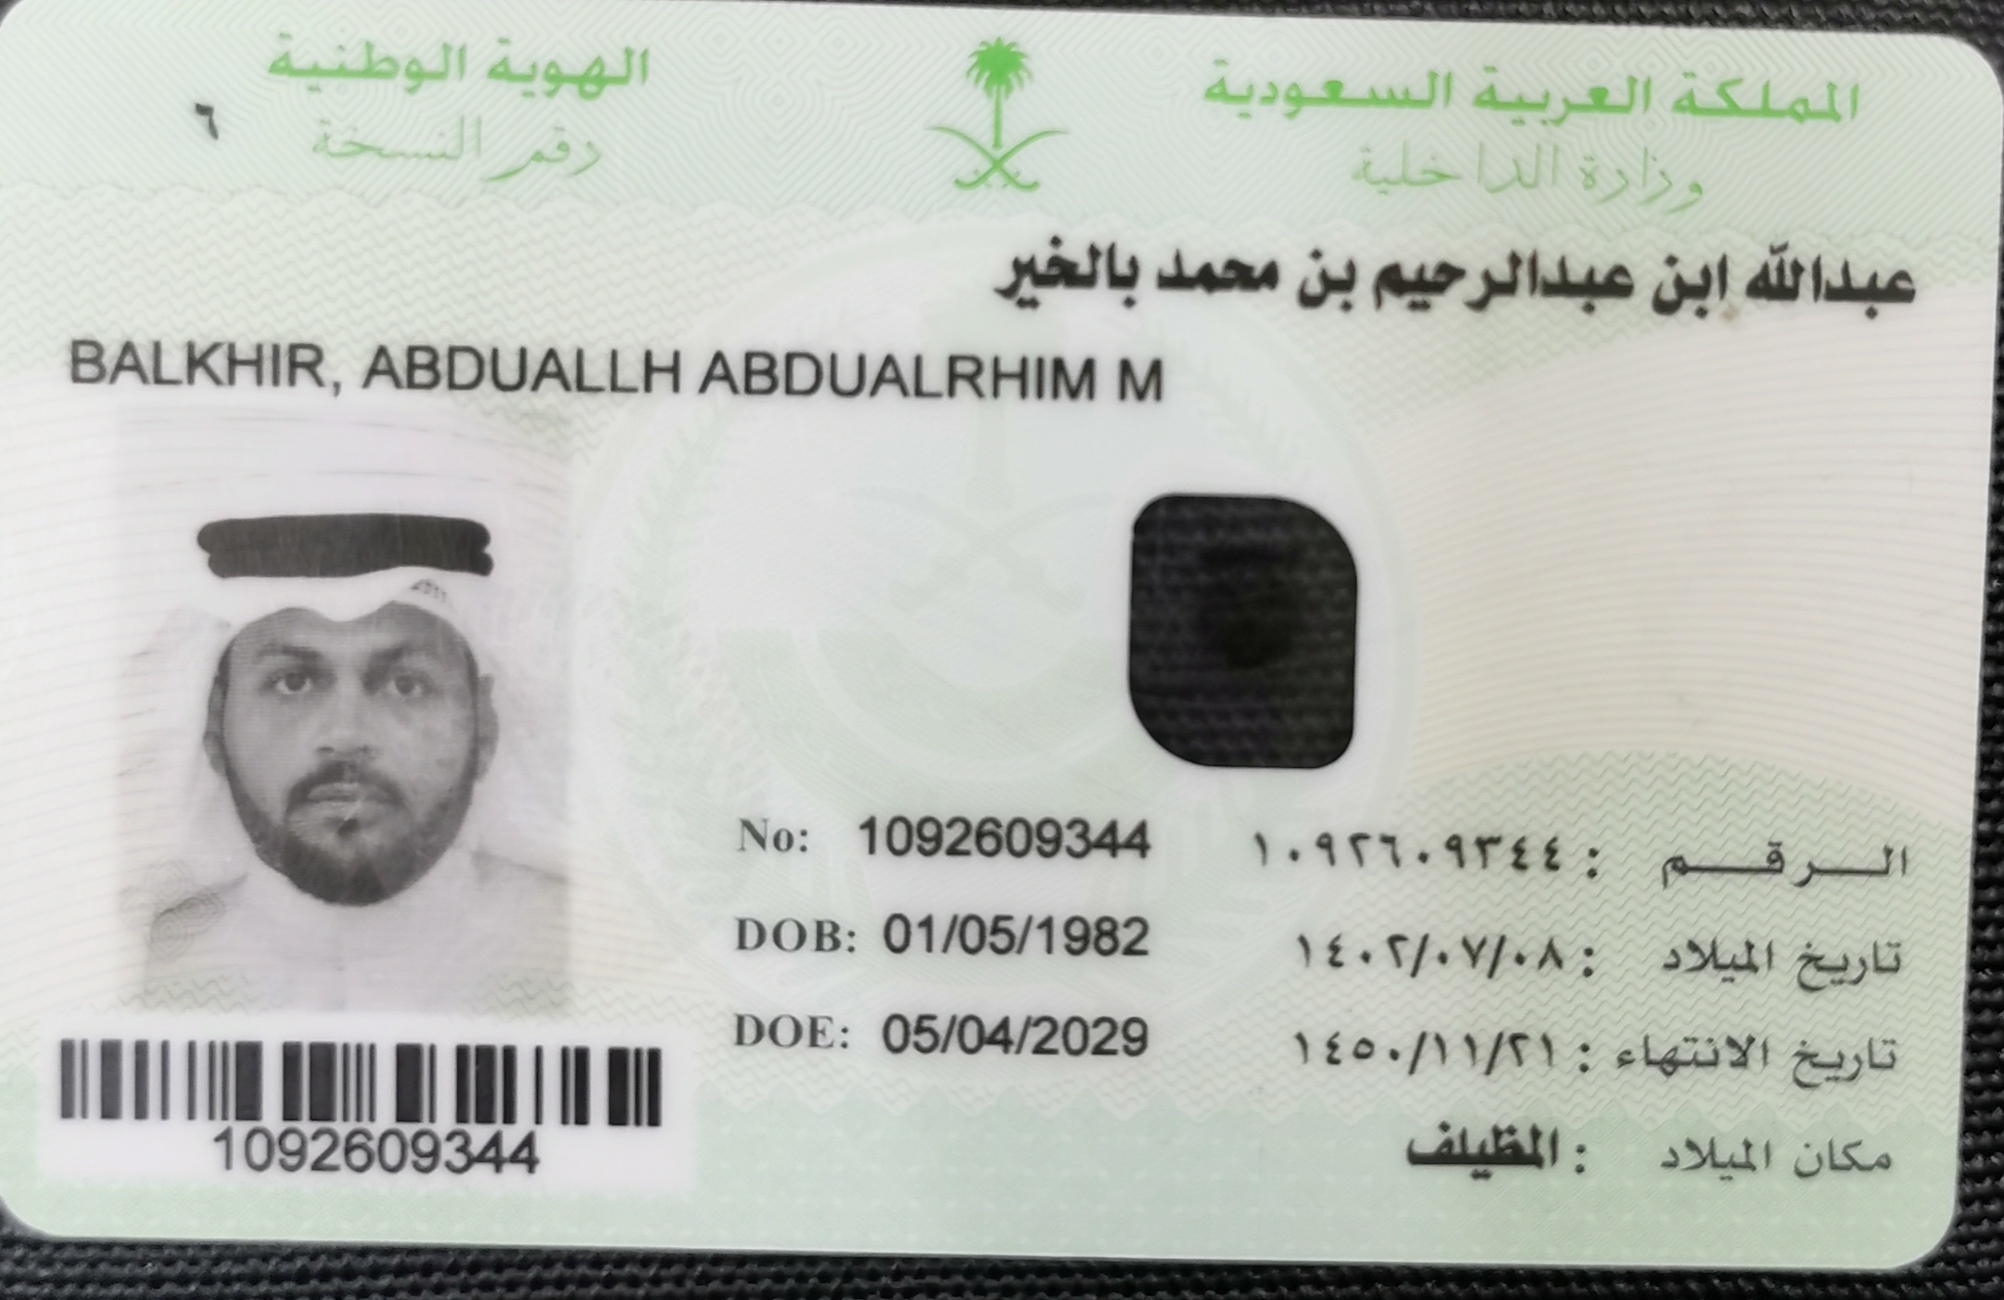 المملكة العربية السعودية
وزارة الداخلية
الهوية الوطنية
رقم النسخة ٦
عبدالله ابن عبدالرحيم بن محمد بالخير
BALKHIR, ABDUALLH ABDUALRHIM M
الرقم : ١٠٩٢٦٠٩٣٤٤
No: 1092609344
تاريخ الميلاد : ١٤٠٢/٠٧/٠٨
DOB: 01/05/1982
تاريخ الانتهاء : ١٤٥٠/١١/٢١
DOE: 05/04/2029
مكان الميلاد : المظيلف
1092609344